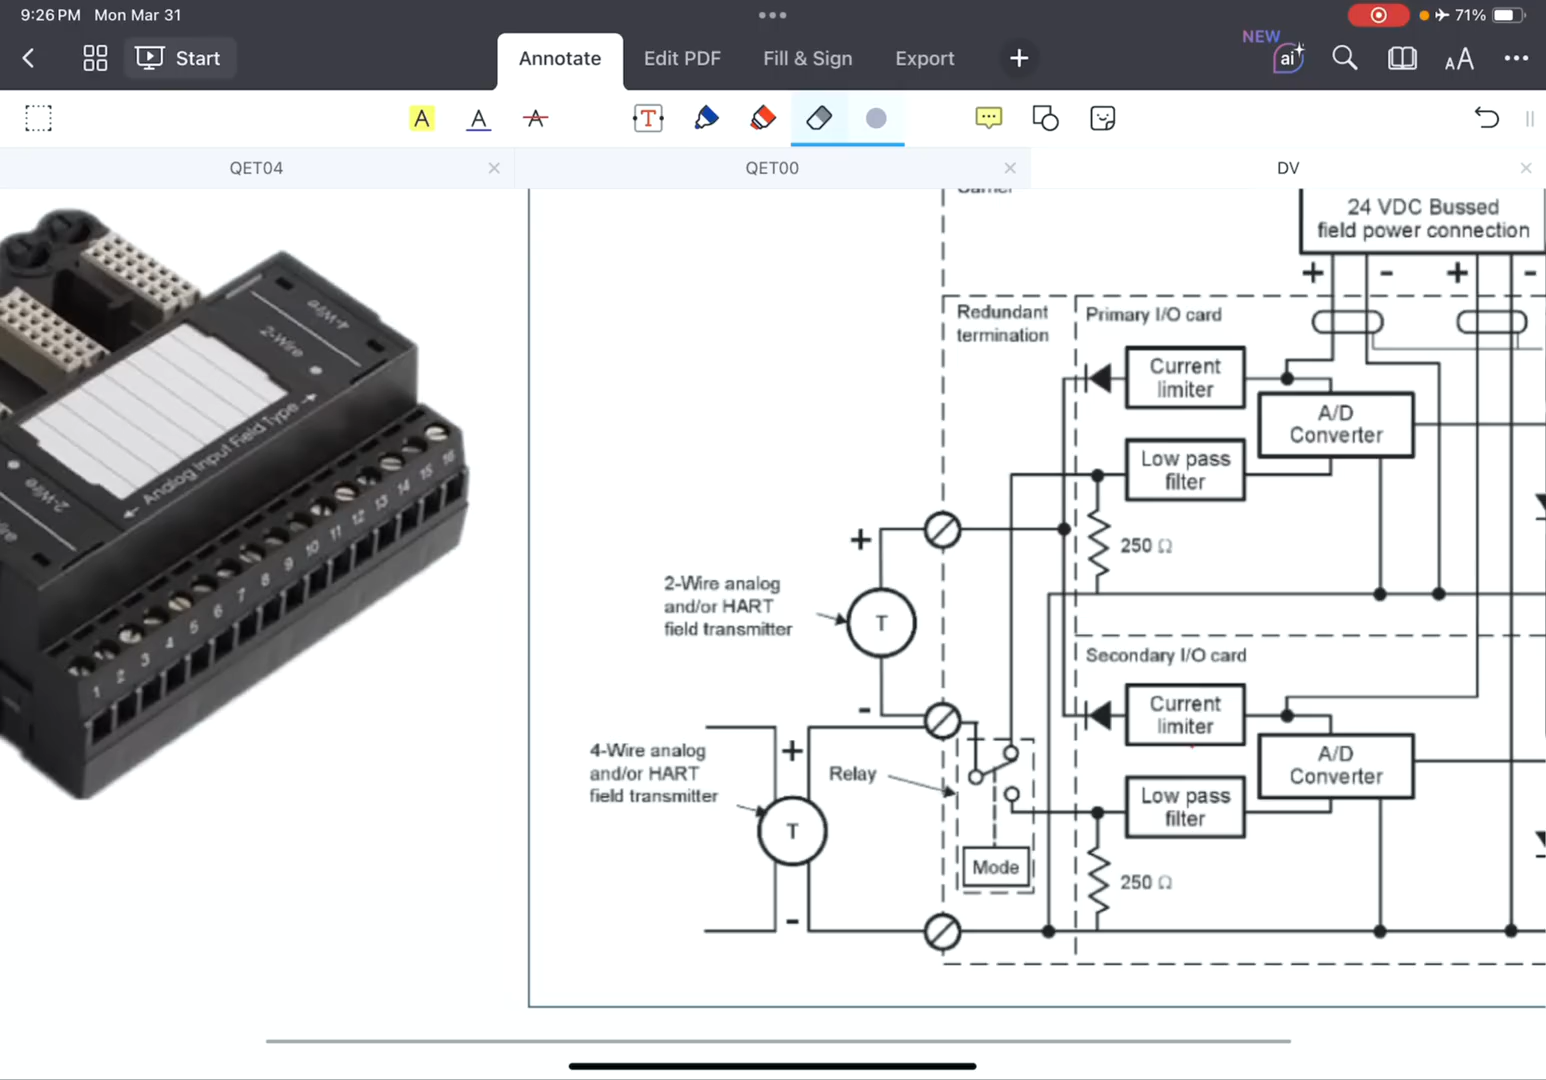 9:26 PM Mon Mar 31
71%
Start
Annotate
Edit PDF
Fill & Sign
Export
NEW
ai
AA
A
A
A
T
QET04
QET00
DV
Carrier
24 VDC Bussed
field power connection
+ - + -
Redundant
termination
Primary I/O card
Current
limiter
A/D
Converter
Low pass
filter
250 Ω
+
2-Wire analog
and/or HART
field transmitter
T
-
Secondary I/O card
Current
limiter
A/D
Converter
Low pass
filter
250 Ω
4-Wire analog
and/or HART
field transmitter
+
T
-
Relay
Mode
4-Wire
2-Wire
Analog Input Field Type
2-Wire
1 2 3 4 5 6 7 8 9 10 11 12 13 14 15 16